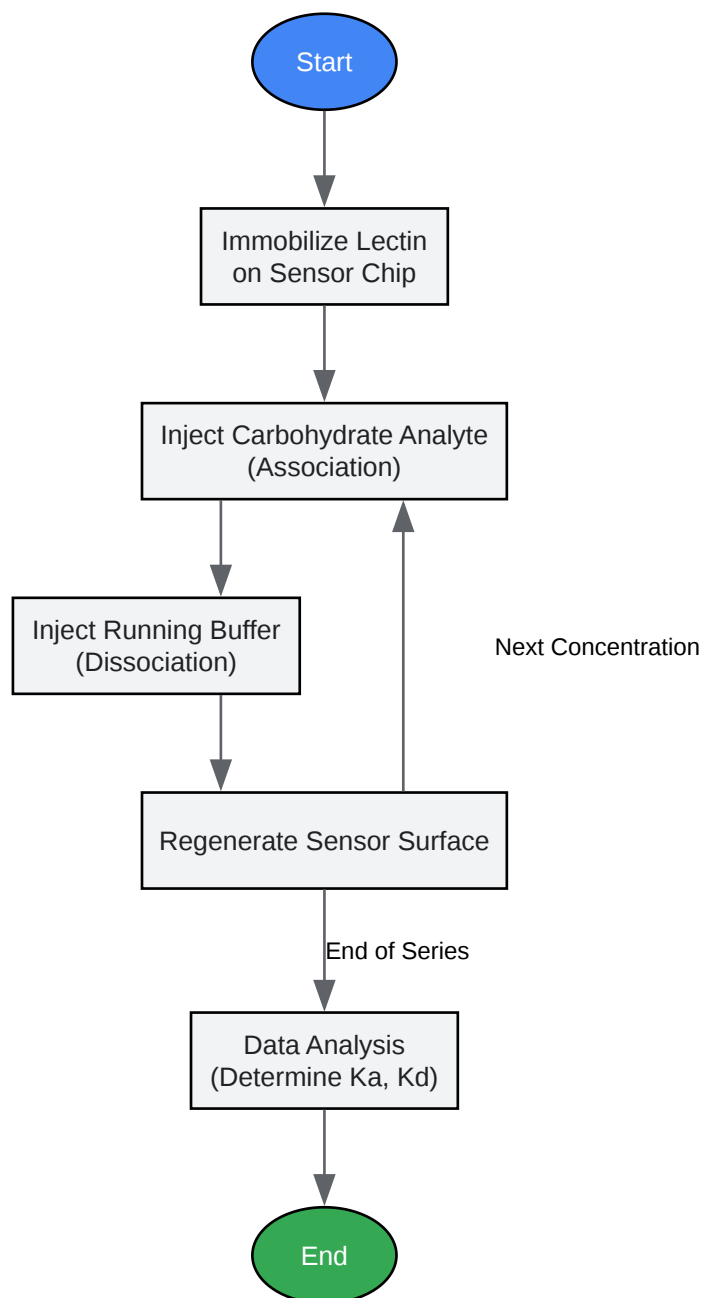 Start
Immobilize Lectin
on Sensor Chip
Inject Carbohydrate Analyte
(Association)
Inject Running Buffer
(Dissociation)
Next Concentration
Regenerate Sensor Surface
End of Series
Data Analysis
(Determine Ka, Kd)
End